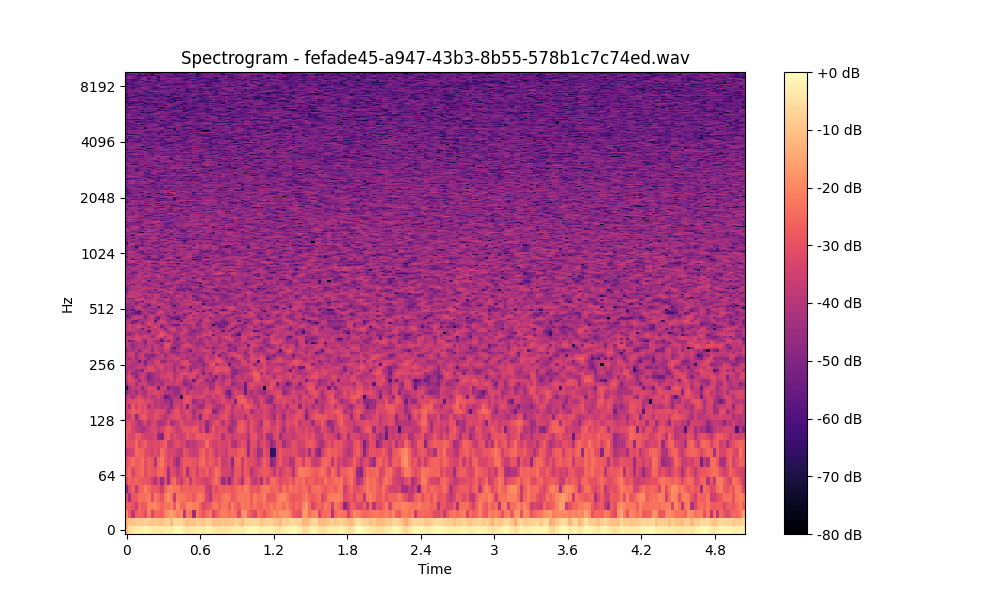 Spectrogram - fefade45-a947-43b3-8b55-578b1c7c74ed.wav
Hz
8192
4096
2048
1024
512
256
128
64
0
0 0.6 1.2 1.8 2.4 3 3.6 4.2 4.8
Time
+0 dB
-10 dB
-20 dB
-30 dB
-40 dB
-50 dB
-60 dB
-70 dB
-80 dB